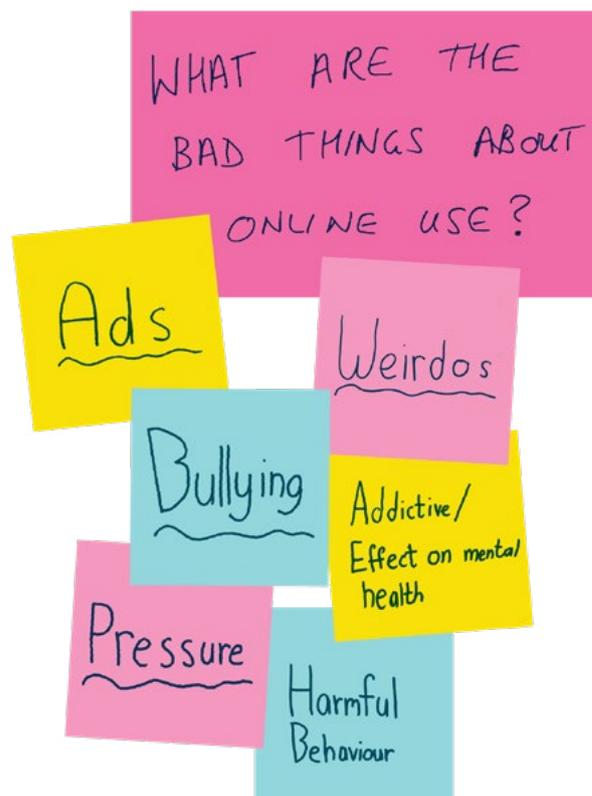 WHAT ARE THE
BAD THINGS ABOUT
ONLINE USE?
Ads
Weirdos
Bullying
Addictive/
Effect on mental
health
Pressure
Harmful
Behaviour